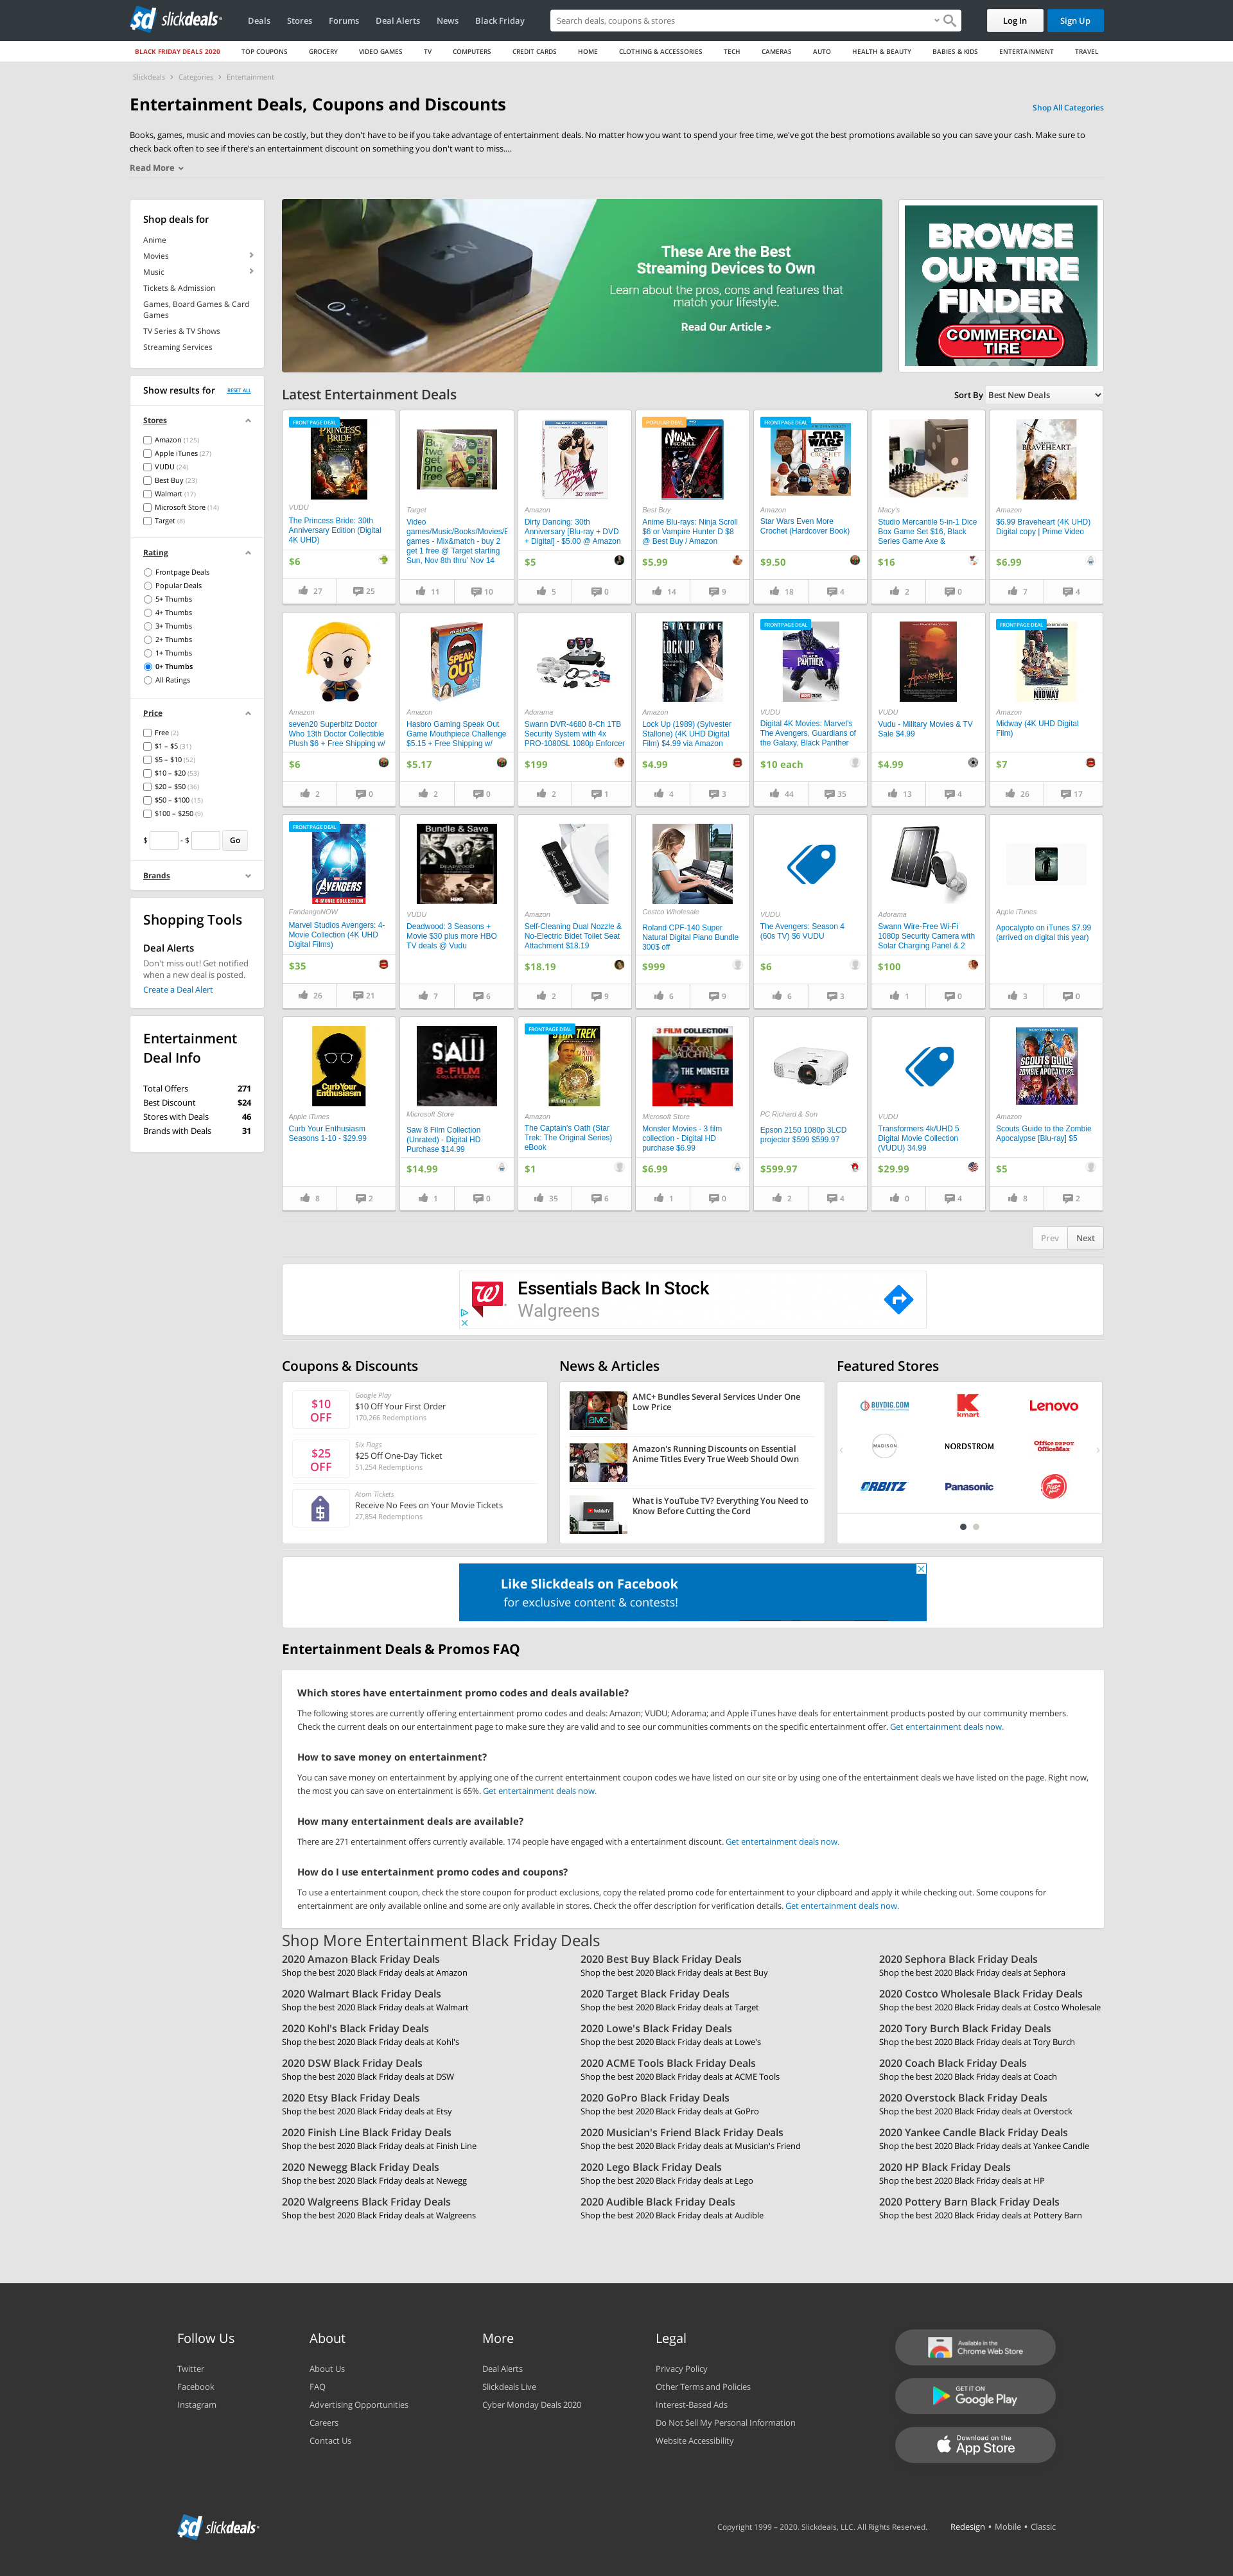 slickdeals
Deals
Stores
Forums
Deal Alerts
News
Black Friday
Search deals, coupons & stores
Log In
Sign Up
BLACK FRIDAY DEALS 2020
TOP COUPONS
GROCERY
VIDEO GAMES
TV
COMPUTERS
CREDIT CARDS
HOME
CLOTHING & ACCESSORIES
TECH
CAMERAS
AUTO
HEALTH & BEAUTY
BABIES & KIDS
ENTERTAINMENT
TRAVEL
Slickdeals > Categories > Entertainment
Entertainment Deals, Coupons and Discounts
Shop All Categories
Books, games, music and movies can be costly, but they don't have to be if you take advantage of entertainment deals. No matter how you want to spend your free time, we've got the best promotions available so you can save your cash. Make sure to
check back often to see if there's an entertainment discount on something you don't want to miss....
Read More
Shop deals for
Anime
Movies
Music
Tickets & Admission
Games, Board Games & Card
Games
TV Series & TV Shows
Streaming Services
Show results for
RESET ALL
Stores
Amazon (125)
Apple iTunes (27)
VUDU (24)
Best Buy (23)
Walmart (17)
Microsoft Store (14)
Target (8)
Rating
Frontpage Deals
Popular Deals
5+ Thumbs
4+ Thumbs
3+ Thumbs
2+ Thumbs
1+ Thumbs
0+ Thumbs
All Ratings
Price
Free (2)
$1 – $5 (31)
$5 – $10 (52)
$10 – $20 (53)
$20 – $50 (36)
$50 – $100 (15)
$100 – $250 (9)
$ - $ Go
Brands
Shopping Tools
Deal Alerts
Don't miss out! Get notified
when a new deal is posted.
Create a Deal Alert
Entertainment
Deal Info
Total Offers 271
Best Discount $24
Stores with Deals 46
Brands with Deals 31
These Are the Best
Streaming Devices to Own
Learn about the pros, cons and features that
match your lifestyle.
Read Our Article >
BROWSE
OUR TIRE
FINDER
COMMERCIAL
TIRE
Latest Entertainment Deals
Sort By Best New Deals
FRONTPAGE DEAL
PRINCESS
BRIDE
VUDU
The Princess Bride: 30th
Anniversary Edition (Digital
4K UHD)
$6
27 25
Target
Video
games/Music/Books/Movies/E
games - Mix&match - buy 2
get 1 free @ Target starting
Sun, Nov 8th thru' Nov 14
11 10
Dirty Dancing
Amazon
Dirty Dancing: 30th
Anniversary [Blu-ray + DVD
+ Digital] - $5.00 @ Amazon
$5
5 0
POPULAR DEAL
NINJA
SCROLL
Best Buy
Anime Blu-rays: Ninja Scroll
$6 or Vampire Hunter D $8
@ Best Buy / Amazon
$5.99
14 9
FRONTPAGE DEAL
STAR
WARS
CROCHET
Amazon
Star Wars Even More
Crochet (Hardcover Book)
$9.50
18 4
Macy's
Studio Mercantile 5-in-1 Dice
Box Game Set $16, Black
Series Game Axe &
$16
2 0
BRAVEHEART
Amazon
$6.99 Braveheart (4K UHD)
Digital copy | Prime Video
$6.99
7 4
Amazon
seven20 Superbitz Doctor
Who 13th Doctor Collectible
Plush $6 + Free Shipping w/
$6
2 0
SPEAK
OUT
Amazon
Hasbro Gaming Speak Out
Game Mouthpiece Challenge
$5.15 + Free Shipping w/
$5.17
2 0
Adorama
Swann DVR-4680 8-Ch 1TB
Security System with 4x
PRO-1080SL 1080p Enforcer
$199
2 1
STALLONE
LOCK UP
Amazon
Lock Up (1989) (Sylvester
Stallone) (4K UHD Digital
Film) $4.99 via Amazon
$4.99
4 3
FRONTPAGE DEAL
BLACK
PANTHER
VUDU
Digital 4K Movies: Marvel's
The Avengers, Guardians of
the Galaxy, Black Panther
$10 each
44 35
Apocalypse Now
VUDU
Vudu - Military Movies & TV
Sale $4.99
$4.99
13 4
FRONTPAGE DEAL
MIDWAY
Amazon
Midway (4K UHD Digital
Film)
$7
26 17
FRONTPAGE DEAL
AVENGERS
4-MOVIE COLLECTION
FandangoNOW
Marvel Studios Avengers: 4-
Movie Collection (4K UHD
Digital Films)
$35
26 21
Bundle & Save
DEADWOOD
HBO
VUDU
Deadwood: 3 Seasons +
Movie $30 plus more HBO
TV deals @ Vudu
7 6
Amazon
Self-Cleaning Dual Nozzle &
No-Electric Bidet Toilet Seat
Attachment $18.19
$18.19
2 9
Costco Wholesale
Roland CPF-140 Super
Natural Digital Piano Bundle
300$ off
$999
6 9
VUDU
The Avengers: Season 4
(60s TV) $6 VUDU
$6
6 3
Adorama
Swann Wire-Free Wi-Fi
1080p Security Camera with
Solar Charging Panel & 2
$100
1 0
Apple iTunes
Apocalypto on iTunes $7.99
(arrived on digital this year)
3 0
Curb Your
Enthusiasm
Apple iTunes
Curb Your Enthusiasm
Seasons 1-10 - $29.99
8 2
SAW
8-FILM
COLLECTION
Microsoft Store
Saw 8 Film Collection
(Unrated) - Digital HD
Purchase $14.99
$14.99
1 0
FRONTPAGE DEAL
STAR TREK
Amazon
The Captain's Oath (Star
Trek: The Original Series)
eBook
$1
35 6
3 FILM COLLECTION
THE MONSTER
TUSK
Microsoft Store
Monster Movies - 3 film
collection - Digital HD
purchase $6.99
$6.99
1 0
PC Richard & Son
Epson 2150 1080p 3LCD
projector $599 $599.97
$599.97
2 4
VUDU
Transformers 4k/UHD 5
Digital Movie Collection
(VUDU) 34.99
$29.99
0 4
SCOUTS GUIDE
ZOMBIE APOCALYPSE
Amazon
Scouts Guide to the Zombie
Apocalypse [Blu-ray] $5
$5
8 2
Prev
Next
Essentials Back In Stock
Walgreens
Coupons & Discounts
$10
OFF
Google Play
$10 Off Your First Order
170,266 Redemptions
$25
OFF
Six Flags
$25 Off One-Day Ticket
51,254 Redemptions
Atom Tickets
Receive No Fees on Your Movie Tickets
27,854 Redemptions
News & Articles
AMC+
AMC+ Bundles Several Services Under One
Low Price
Amazon's Running Discounts on Essential
Anime Titles Every True Weeb Should Own
YouTubeTV
What is YouTube TV? Everything You Need to
Know Before Cutting the Cord
Featured Stores
BUYDIG.COM
kmart
Lenovo
MADISON
NORDSTROM
Office DEPOT
OfficeMax
ORBITZ
Panasonic
Pizza Hut
Like Slickdeals on Facebook
for exclusive content & contests!
Entertainment Deals & Promos FAQ
Which stores have entertainment promo codes and deals available?
The following stores are currently offering entertainment promo codes and deals: Amazon; VUDU; Adorama; and Apple iTunes have deals for entertainment products posted by our community members.
Check the current deals on our entertainment page to make sure they are valid and to see our communities comments on the specific entertainment offer. Get entertainment deals now.
How to save money on entertainment?
You can save money on entertainment by applying one of the current entertainment coupon codes we have listed on our site or by using one of the entertainment deals we have listed on the page. Right now,
the most you can save on entertainment is 65%. Get entertainment deals now.
How many entertainment deals are available?
There are 271 entertainment offers currently available. 174 people have engaged with a entertainment discount. Get entertainment deals now.
How do I use entertainment promo codes and coupons?
To use a entertainment coupon, check the store coupon for product exclusions, copy the related promo code for entertainment to your clipboard and apply it while checking out. Some coupons for
entertainment are only available online and some are only available in stores. Check the offer description for verification details. Get entertainment deals now.
Shop More Entertainment Black Friday Deals
2020 Amazon Black Friday Deals
Shop the best 2020 Black Friday deals at Amazon
2020 Best Buy Black Friday Deals
Shop the best 2020 Black Friday deals at Best Buy
2020 Sephora Black Friday Deals
Shop the best 2020 Black Friday deals at Sephora
2020 Walmart Black Friday Deals
Shop the best 2020 Black Friday deals at Walmart
2020 Target Black Friday Deals
Shop the best 2020 Black Friday deals at Target
2020 Costco Wholesale Black Friday Deals
Shop the best 2020 Black Friday deals at Costco Wholesale
2020 Kohl's Black Friday Deals
Shop the best 2020 Black Friday deals at Kohl's
2020 Lowe's Black Friday Deals
Shop the best 2020 Black Friday deals at Lowe's
2020 Tory Burch Black Friday Deals
Shop the best 2020 Black Friday deals at Tory Burch
2020 DSW Black Friday Deals
Shop the best 2020 Black Friday deals at DSW
2020 ACME Tools Black Friday Deals
Shop the best 2020 Black Friday deals at ACME Tools
2020 Coach Black Friday Deals
Shop the best 2020 Black Friday deals at Coach
2020 Etsy Black Friday Deals
Shop the best 2020 Black Friday deals at Etsy
2020 GoPro Black Friday Deals
Shop the best 2020 Black Friday deals at GoPro
2020 Overstock Black Friday Deals
Shop the best 2020 Black Friday deals at Overstock
2020 Finish Line Black Friday Deals
Shop the best 2020 Black Friday deals at Finish Line
2020 Musician's Friend Black Friday Deals
Shop the best 2020 Black Friday deals at Musician's Friend
2020 Yankee Candle Black Friday Deals
Shop the best 2020 Black Friday deals at Yankee Candle
2020 Newegg Black Friday Deals
Shop the best 2020 Black Friday deals at Newegg
2020 Lego Black Friday Deals
Shop the best 2020 Black Friday deals at Lego
2020 HP Black Friday Deals
Shop the best 2020 Black Friday deals at HP
2020 Walgreens Black Friday Deals
Shop the best 2020 Black Friday deals at Walgreens
2020 Audible Black Friday Deals
Shop the best 2020 Black Friday deals at Audible
2020 Pottery Barn Black Friday Deals
Shop the best 2020 Black Friday deals at Pottery Barn
Follow Us
Twitter
Facebook
Instagram
About
About Us
FAQ
Advertising Opportunities
Careers
Contact Us
More
Deal Alerts
Slickdeals Live
Cyber Monday Deals 2020
Legal
Privacy Policy
Other Terms and Policies
Interest-Based Ads
Do Not Sell My Personal Information
Website Accessibility
Available in the
Chrome Web Store
GET IT ON
Google Play
Download on the
App Store
slickdeals
Copyright 1999 – 2020. Slickdeals, LLC. All Rights Reserved.
Redesign • Mobile • Classic